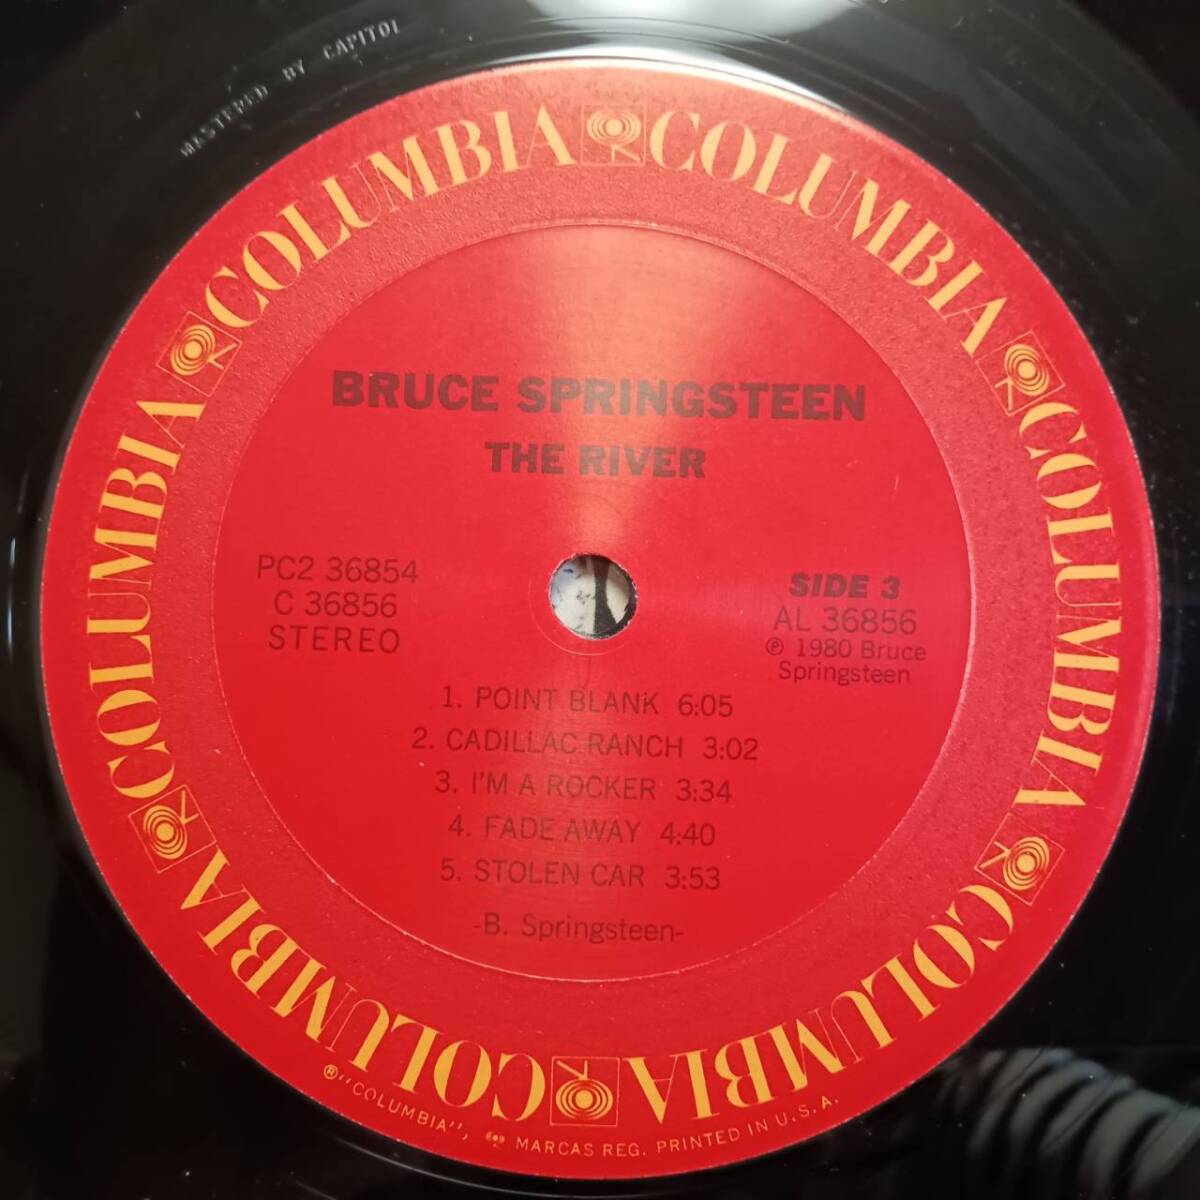 MASTERED BY CAPITOL
COLUMBIA COLUMBIA COLUMBIA COLUMBIA COLUMBIA COLUMBIA COLUMBIA
BRUCE SPRINGSTEEN
THE RIVER
PC2 36854
C 36856
STEREO
SIDE 3
AL 36856
℗ 1980 Bruce
Springsteen
1. POINT BLANK 6:05
2. CADILLAC RANCH 3:02
3. I'M A ROCKER 3:34
4. FADE AWAY 4:40
5. STOLEN CAR 3:53
-B. Springsteen-
®"COLUMBIA", MARCAS REG. PRINTED IN U.S.A.